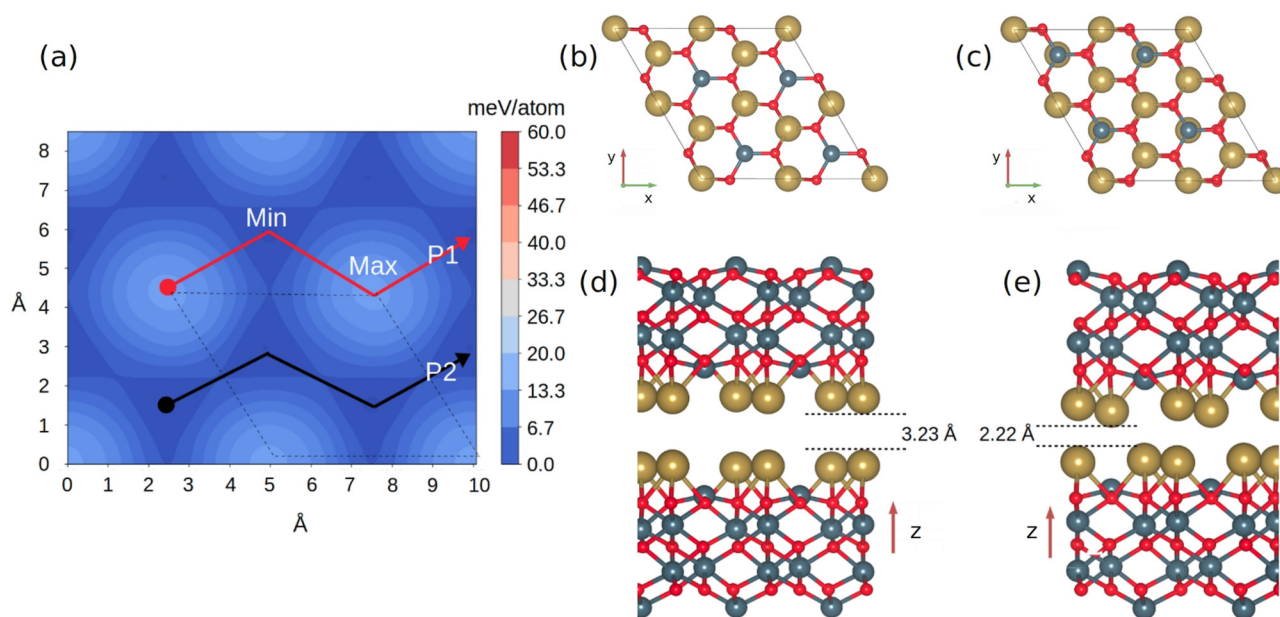 (a)
meV/atom
60.0
53.3
46.7
40.0
33.3
26.7
20.0
13.3
6.7
0.0
8
7
6
5
4
3
2
1
0
Å
0 1 2 3 4 5 6 7 8 9 10
Å
Min
Max
P1
P2
(b)
y
x
(c)
y
x
(d)
3.23 Å
z
(e)
2.22 Å
z